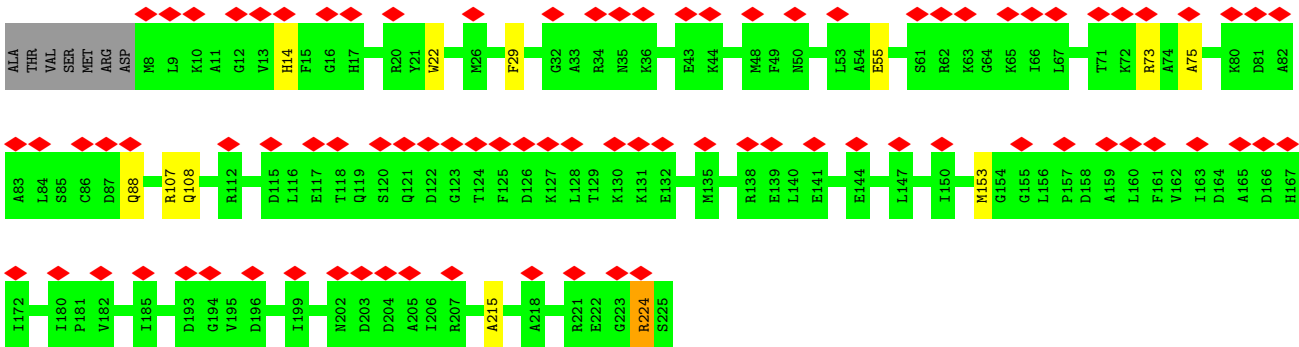 ALA THR VAL SER MET ARG ASP M8 L9 K10 A11 G12 V13 H14 F15 G16 H17 R20 Y21 W22 M26 F29 G32 A33 R34 N35 K36 E43 K44 M48 F49 N50 L53 A54 E55 S61 R62 K63 G64 K65 I66 L67 T71 K72 R73 A74 A75 K80 D81 A82
A83 L84 S85 C86 D87 Q88 R107 Q108 R112 D115 L116 E117 T118 Q119 S120 Q121 D122 G123 T124 F125 D126 K127 L128 T129 K130 K131 E132 M135 R138 E139 L140 E141 E144 L147 I150 M153 G154 G155 L156 P157 D158 A159 L160 F161 V162 I163 D164 A165 D166 H167
I172 I180 P181 V182 I185 D193 G194 V195 D196 I199 N202 D203 D204 A205 I206 R207 A215 A218 R221 E222 G223 R224 S225